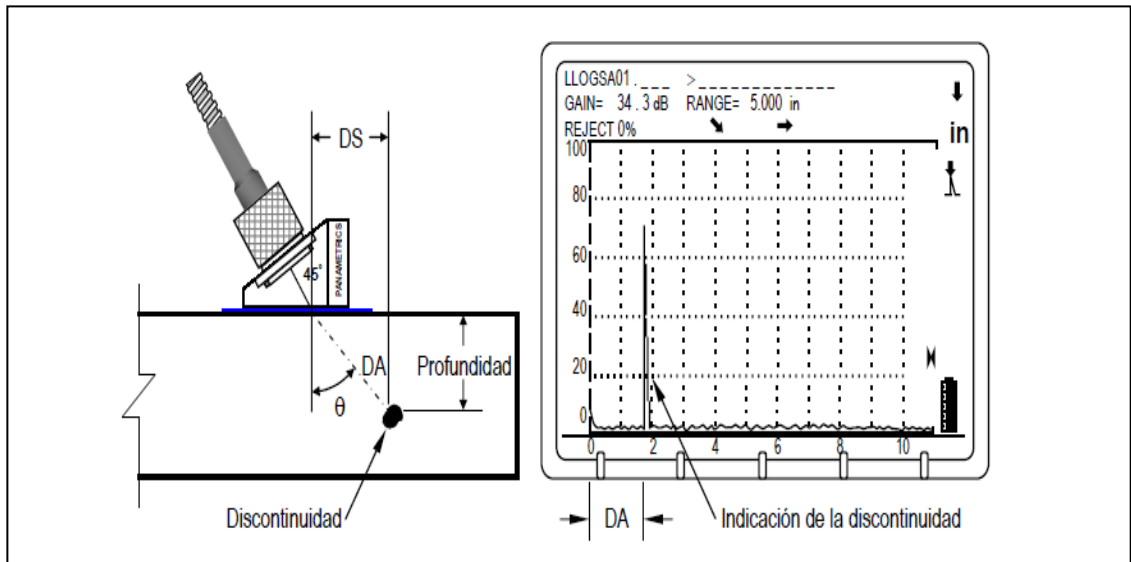 DS
45°
PANAMETRICS
DA
Profundidad
θ
Discontinuidad
LLOGSA01.___ >_______________
GAIN= 34.3 dB RANGE= 5.000 in
REJECT 0%
in
100
80
60
40
20
0
0 2 4 6 8 10
DA
Indicación de la discontinuidad